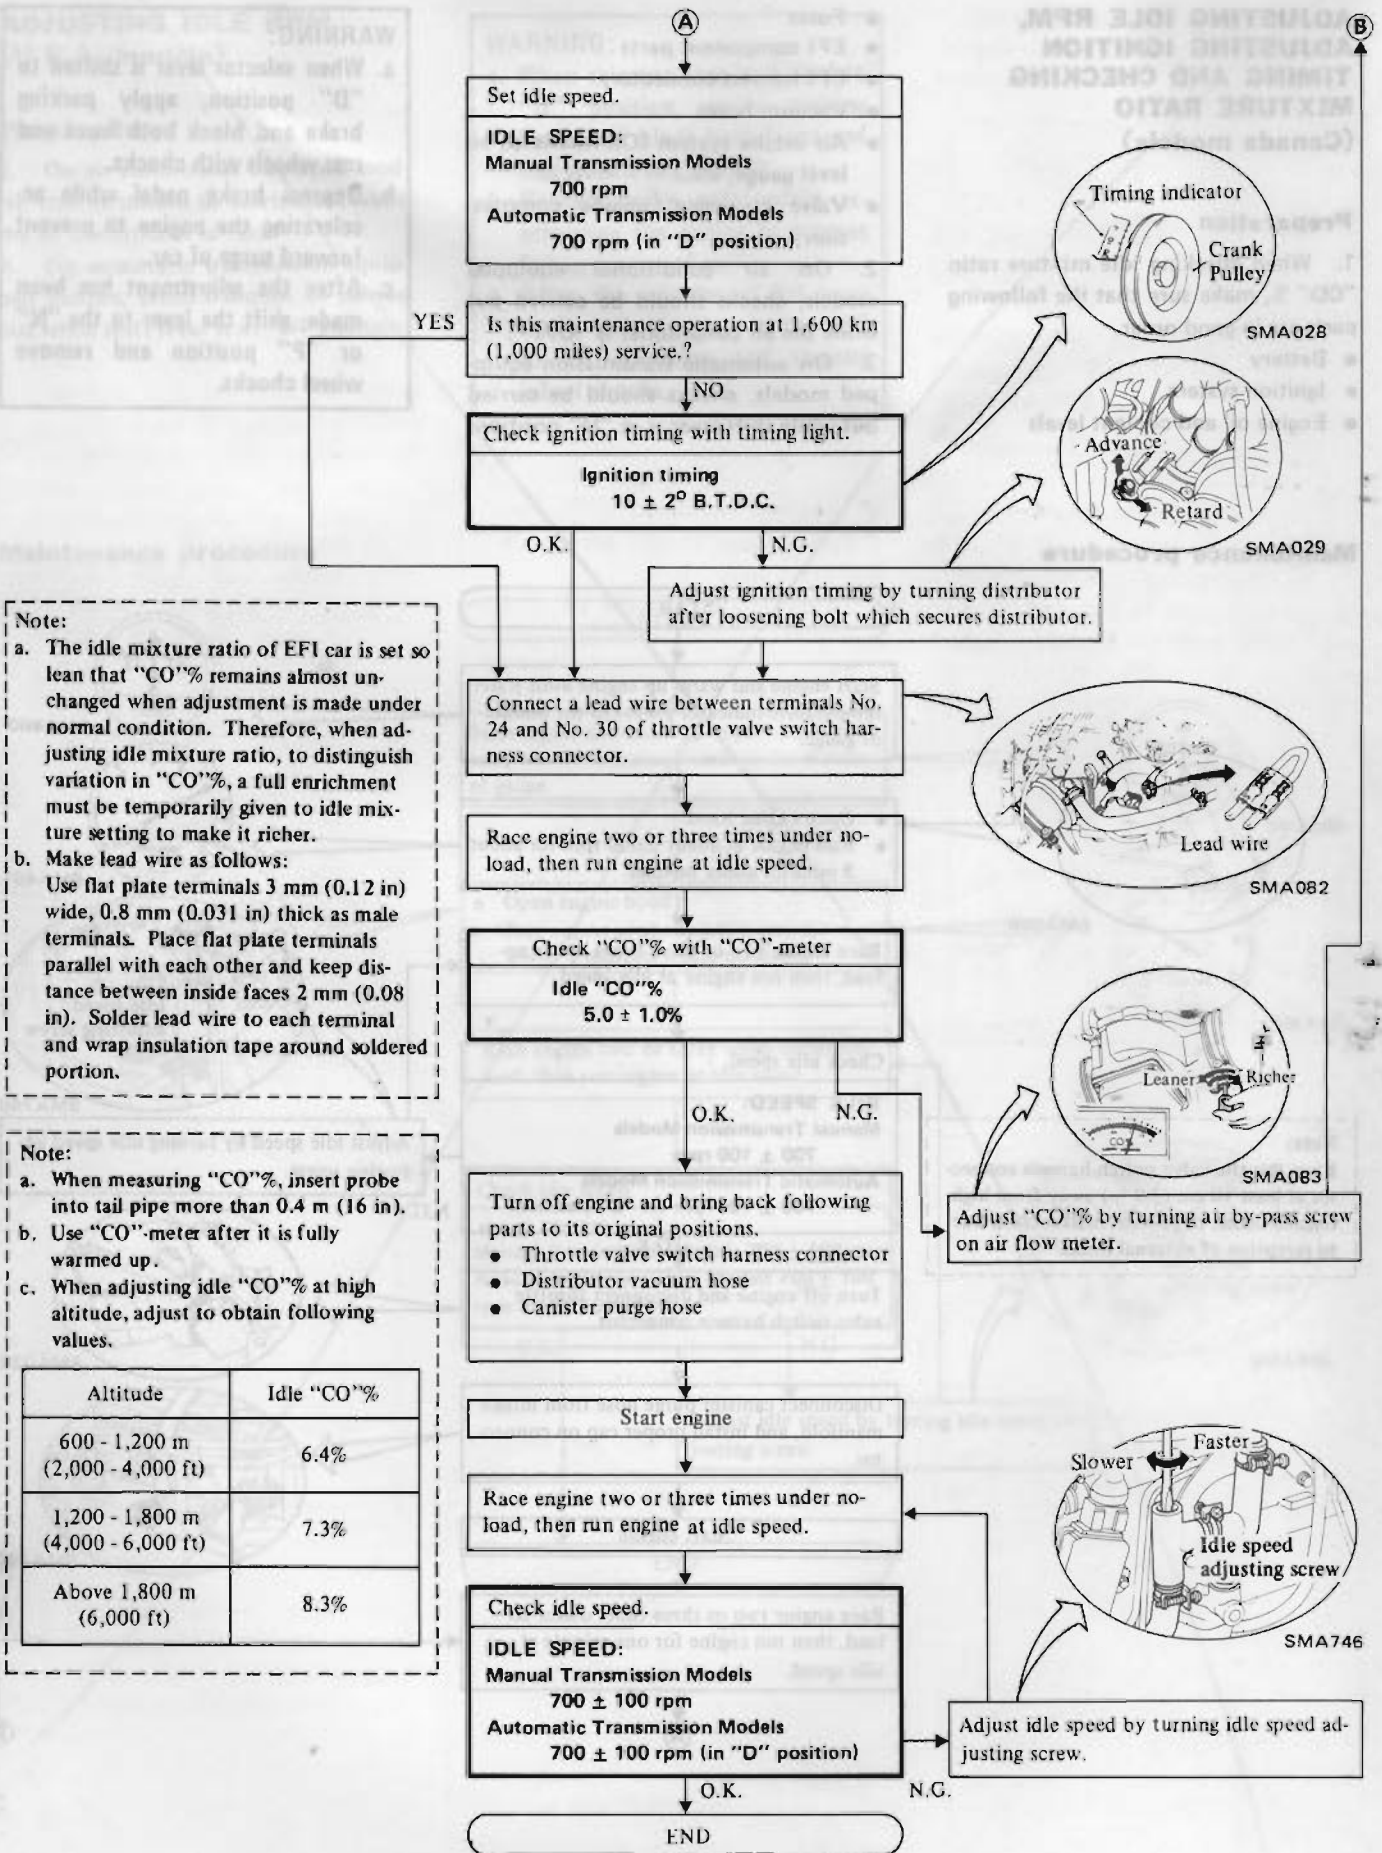 A
B
Set idle speed.
IDLE SPEED:
Manual Transmission Models
700 rpm
Automatic Transmission Models
700 rpm (in "D" position)
YES
Is this maintenance operation at 1,600 km
(1,000 miles) service.?
NO
Check ignition timing with timing light.
Ignition timing
10 ± 2° B.T.D.C.
Timing indicator
Crank
Pulley
SMA028
Advance
Retard
SMA029
O.K.
N.G.
Adjust ignition timing by turning distributor
after loosening bolt which secures distributor.
Note:
a. The idle mixture ratio of EFI car is set so
lean that "CO"% remains almost un-
changed when adjustment is made under
normal condition. Therefore, when ad-
justing idle mixture ratio, to distinguish
variation in "CO"%, a full enrichment
must be temporarily given to idle mix-
ture setting to make it richer.
b. Make lead wire as follows:
Use flat plate terminals 3 mm (0.12 in)
wide, 0.8 mm (0.031 in) thick as male
terminals. Place flat plate terminals
parallel with each other and keep dis-
tance between inside faces 2 mm (0.08
in). Solder lead wire to each terminal
and wrap insulation tape around soldered
portion.
Connect a lead wire between terminals No.
24 and No. 30 of throttle valve switch har-
ness connector.
Lead wire
SMA082
Race engine two or three times under no-
load, then run engine at idle speed.
Check "CO"% with "CO"-meter
Idle "CO"%
5.0 ± 1.0%
O.K.
N.G.
Leaner
Richer
CO%
SMA083
Adjust "CO"% by turning air by-pass screw
on air flow meter.
Note:
a. When measuring "CO"%, insert probe
into tail pipe more than 0.4 m (16 in).
b. Use "CO"-meter after it is fully
warmed up.
c. When adjusting idle "CO"% at high
altitude, adjust to obtain following
values.
Altitude
Idle "CO"%
600 - 1,200 m
(2,000 - 4,000 ft)
6.4%
1,200 - 1,800 m
(4,000 - 6,000 ft)
7.3%
Above 1,800 m
(6,000 ft)
8.3%
Turn off engine and bring back following
parts to its original positions.
● Throttle valve switch harness connector
● Distributor vacuum hose
● Canister purge hose
Start engine
Race engine two or three times under no-
load, then run engine at idle speed.
Slower
Faster
Idle speed
adjusting screw
SMA746
Check idle speed.
IDLE SPEED:
Manual Transmission Models
700 ± 100 rpm
Automatic Transmission Models
700 ± 100 rpm (in "D" position)
Adjust idle speed by turning idle speed ad-
justing screw.
O.K.
N.G.
END